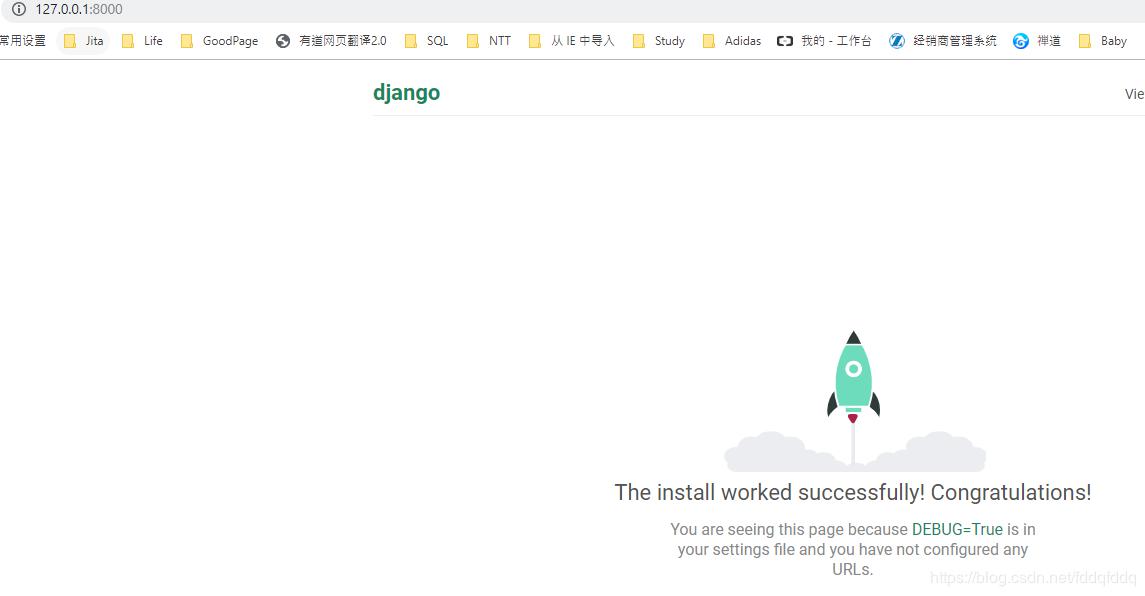 127.0.0.1:8000
常用设置 Jita Life GoodPage 有道网页翻译2.0 SQL NTT 从 IE 中导入 Study Adidas 我的 - 工作台 经销商管理系统 禅道 Baby
django
Vie
The install worked successfully! Congratulations!
You are seeing this page because DEBUG=True is in
your settings file and you have not configured any
URLs.
https://blog.csdn.net/fddqfddq